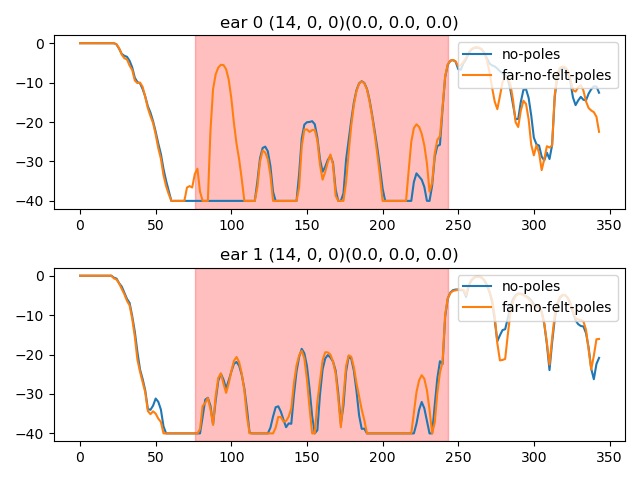 ear 0 (14, 0, 0)(0.0, 0.0, 0.0)
0
−10
−20
−30
−40
no-poles
far-no-felt-poles
0 50 100 150 200 250 300 350
ear 1 (14, 0, 0)(0.0, 0.0, 0.0)
0
−10
−20
−30
−40
no-poles
far-no-felt-poles
0 50 100 150 200 250 300 350